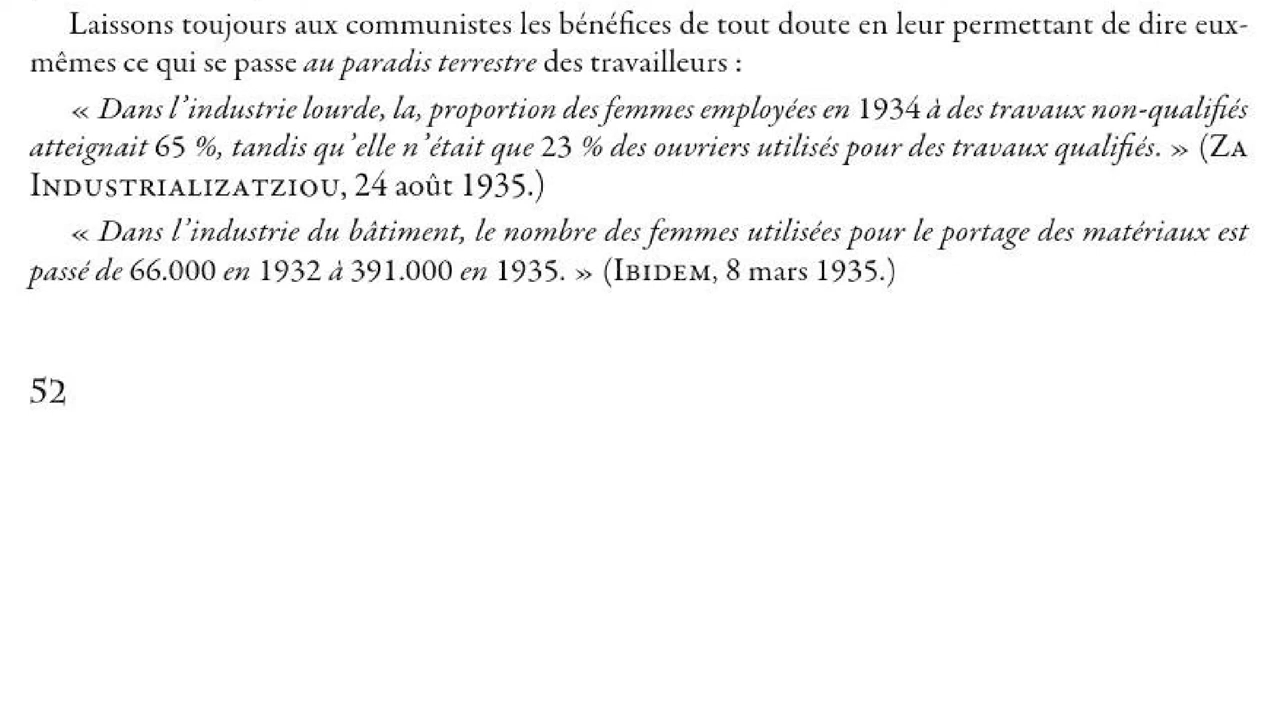 Laissons toujours aux communistes les bénéfices de tout doute en leur permettant de dire eux-
mêmes ce qui se passe au paradis terrestre des travailleurs :
« Dans l'industrie lourde, la, proportion des femmes employées en 1934 à des travaux non-qualifiés
atteignait 65 %, tandis qu'elle n'était que 23 % des ouvriers utilisés pour des travaux qualifiés. » (Za
Industrializatziou, 24 août 1935.)
« Dans l'industrie du bâtiment, le nombre des femmes utilisées pour le portage des matériaux est
passé de 66.000 en 1932 à 391.000 en 1935. » (Ibidem, 8 mars 1935.)
52